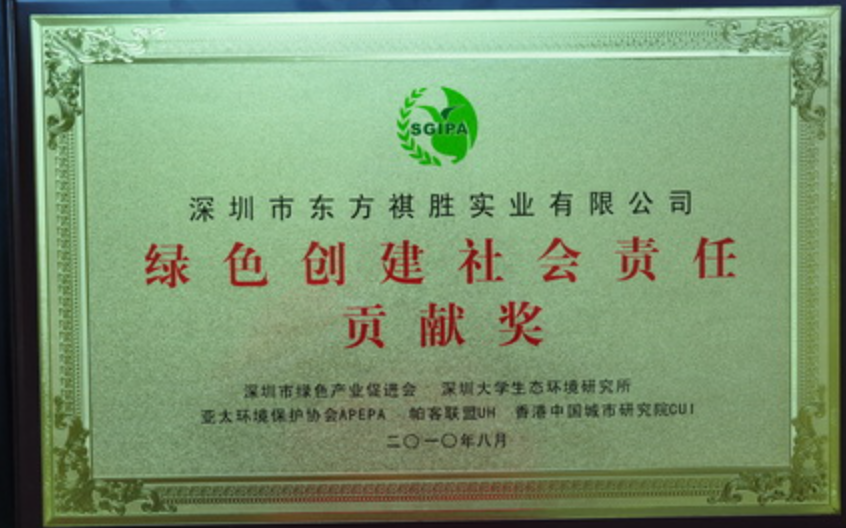 SGIPA
深圳市东方祺胜实业有限公司
绿色创建社会责任
贡献奖
深圳市绿色产业促进会 深圳大学生态环境研究所
亚太环境保护协会APEPA 帕客联盟UH 香港中国城市研究院CUI
二〇一〇年八月